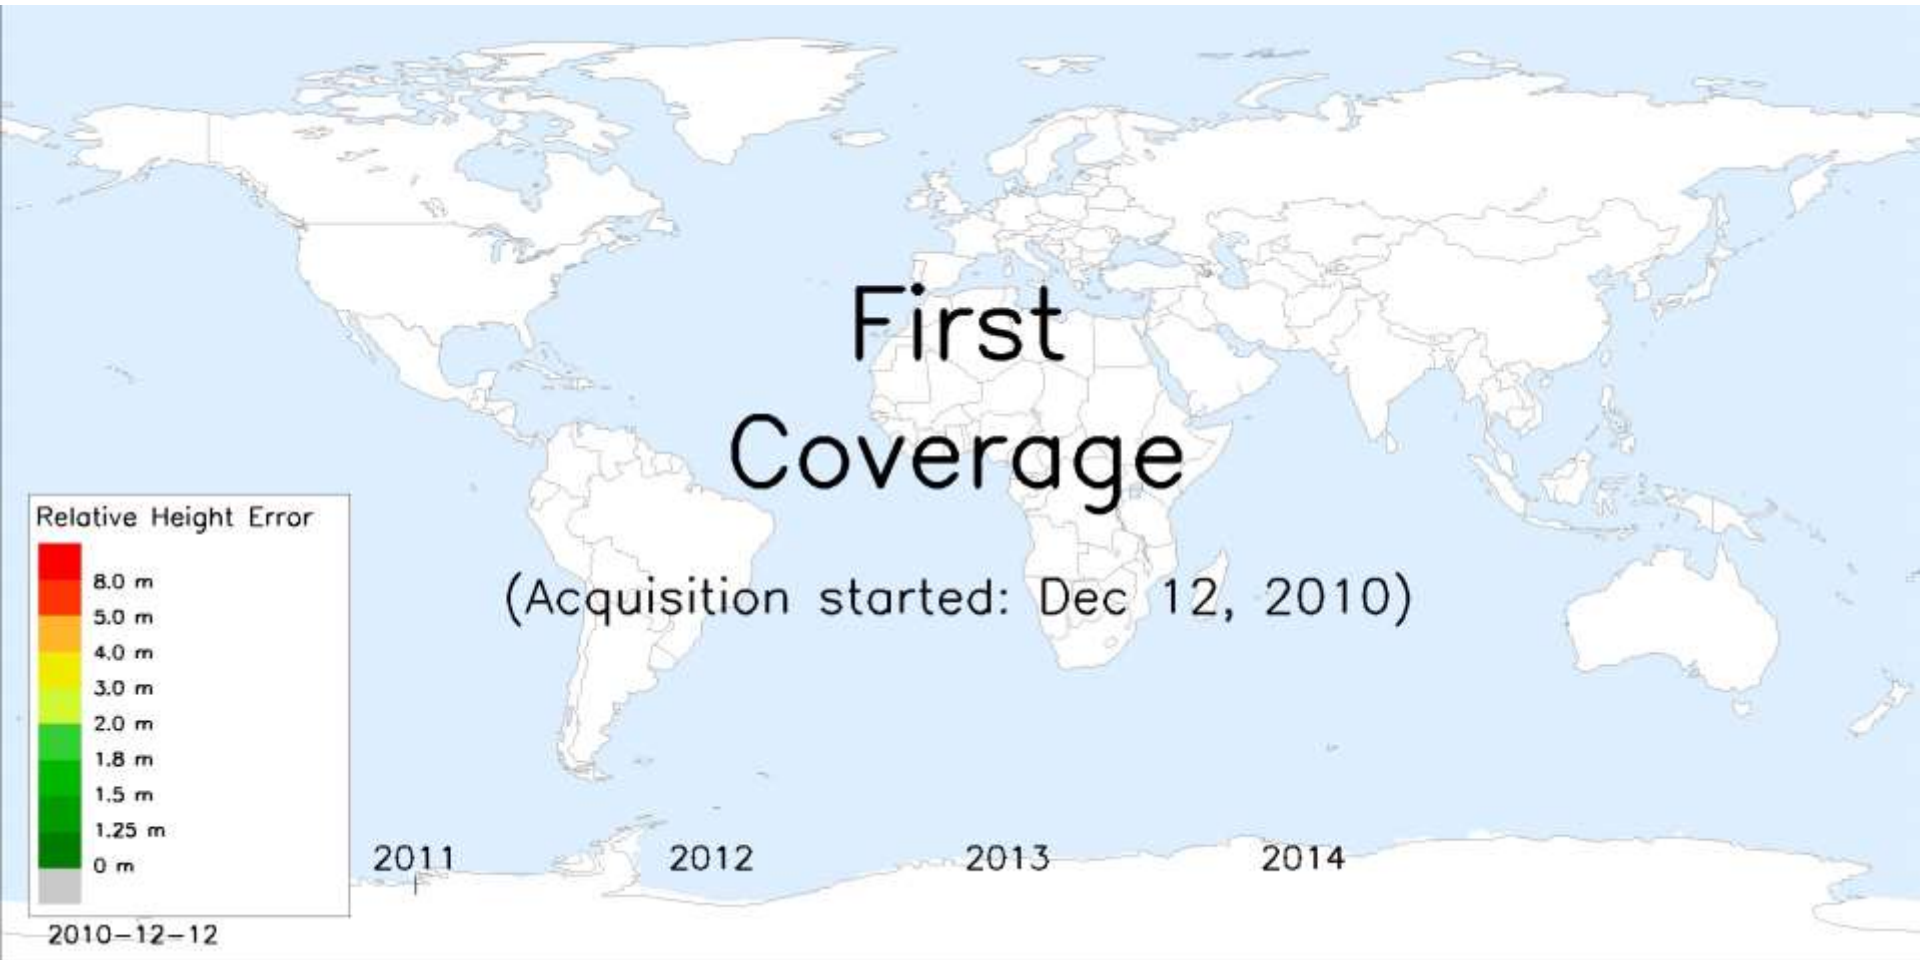 First
Coverage
(Acquisition started: Dec 12, 2010)
Relative Height Error
8.0 m
5.0 m
4.0 m
3.0 m
2.0 m
1.8 m
1.5 m
1.25 m
0 m
2011 2012 2013 2014
2010-12-12